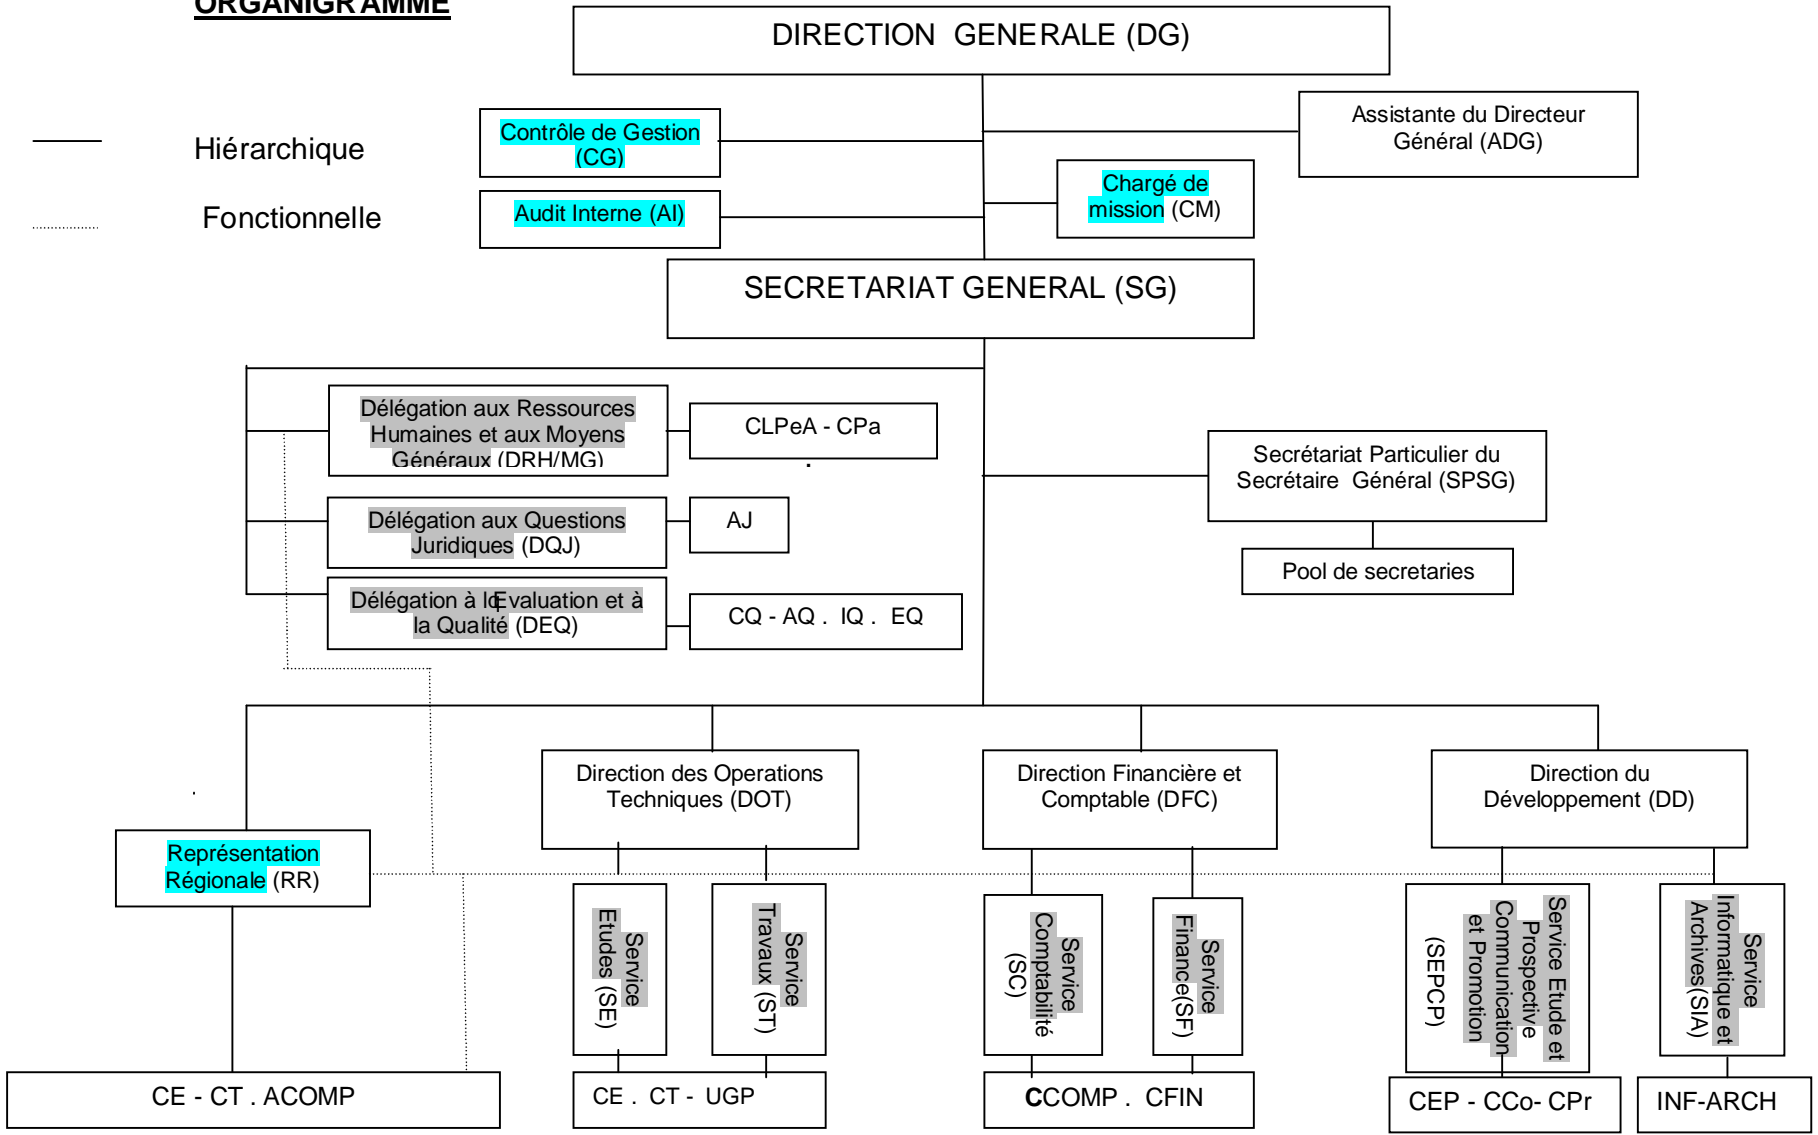 ORGANIGRAMME
DIRECTION GENERALE (DG)
Hiérarchique
Fonctionnelle
Contrôle de Gestion
(CG)
Audit Interne (AI)
Assistante du Directeur
Général (ADG)
Chargé de
mission (CM)
SECRETARIAT GENERAL (SG)
Délégation aux Ressources
Humaines et aux Moyens
Généraux (DRH/MG)
CLPeA - CPa
.
Délégation aux Questions
Juridiques (DQJ)
AJ
Délégation à Evaluation et à
la Qualité (DEQ)
CQ - AQ . IQ . EQ
Secrétariat Particulier du
Secrétaire Général (SPSG)
Pool de secretaries
Direction des Operations
Techniques (DOT)
Direction Financière et
Comptable (DFC)
Direction du
Développement (DD)
Représentation
Régionale (RR)
Service
Etudes (SE)
Service
Travaux (ST)
Service
Comptabilité
(SC)
Service
Finance(SF)
Service Etude et
Prospective
Communication
et Promotion
(SEPCP)
Service
Informatique et
Archives(SIA)
CE - CT . ACOMP
CE . CT - UGP
CCOMP . CFIN
CEP - CCo- CPr
INF-ARCH